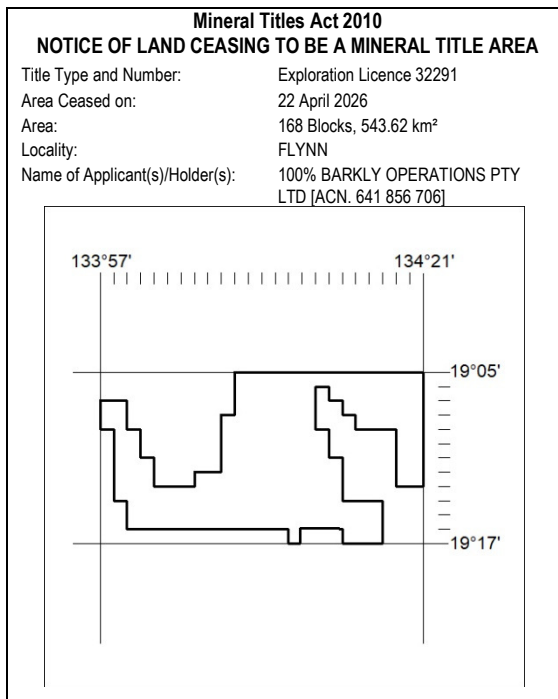 Mineral Titles Act 2010
NOTICE OF LAND CEASING TO BE A MINERAL TITLE AREA
Title Type and Number: Exploration Licence 32291
Area Ceased on: 22 April 2026
Area: 168 Blocks, 543.62 km²
Locality: FLYNN
Name of Applicant(s)/Holder(s): 100% BARKLY OPERATIONS PTY
LTD [ACN. 641 856 706]
133°57' 134°21'
19°05'
19°17'